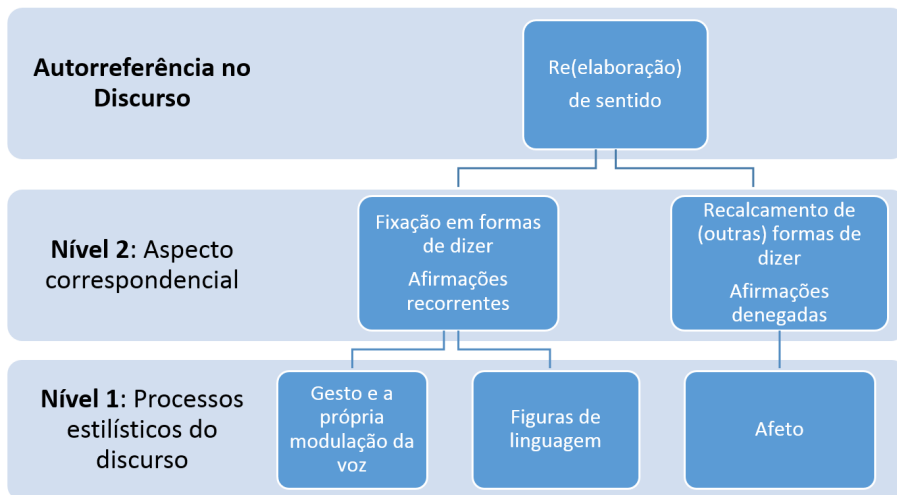 Autorreferência no
Discurso
Re(elaboração)
de sentido
Nível 2: Aspecto
correspondencial
Fixação em formas
de dizer
Afirmações
recorrentes
Recalcamento de
(outras) formas de
dizer
Afirmações
denegadas
Nível 1: Processos
estilísticos do
discurso
Gesto e a
própria
modulação da
voz
Figuras de
linguagem
Afeto